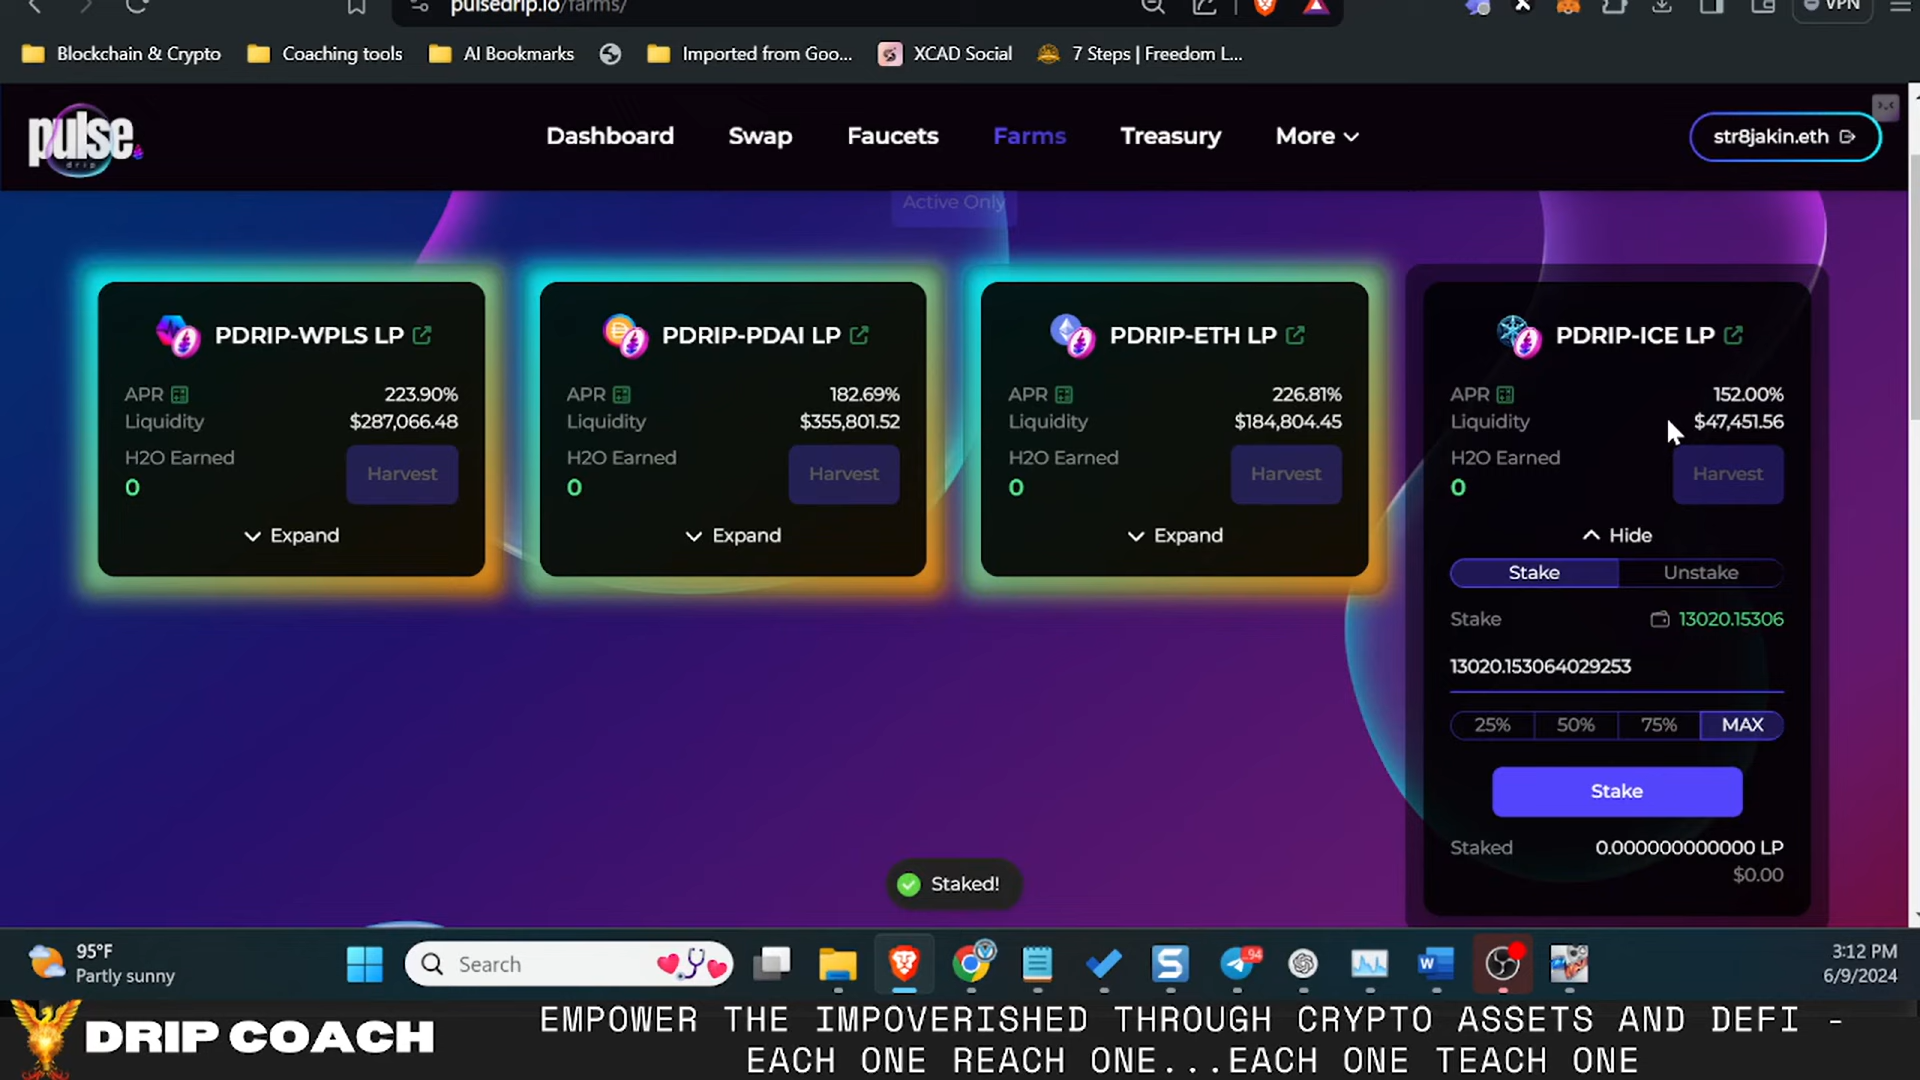 pulsedrip.io/farms/
VPN
Blockchain & Crypto
Coaching tools
AI Bookmarks
Imported from Goo...
XCAD Social
7 Steps | Freedom L...
pulse
drip
Dashboard
Swap
Faucets
Farms
Treasury
More
str8jakin.eth
Active Only
PDRIP-WPLS LP
APR 223.90%
Liquidity $287,066.48
H2O Earned
0
Harvest
Expand
PDRIP-PDAI LP
APR 182.69%
Liquidity $355,801.52
H2O Earned
0
Harvest
Expand
PDRIP-ETH LP
APR 226.81%
Liquidity $184,804.45
H2O Earned
0
Harvest
Expand
PDRIP-ICE LP
APR 152.00%
Liquidity $47,451.56
H2O Earned
0
Harvest
Hide
Stake Unstake
Stake 13020.15306
13020.153064029253
25% 50% 75% MAX
Stake
Staked 0.000000000000 LP
$0.00
Staked!
95°F
Partly sunny
Search
94
3:12 PM
6/9/2024
DRIP COACH
EMPOWER THE IMPOVERISHED THROUGH CRYPTO ASSETS AND DEFI -
EACH ONE REACH ONE...EACH ONE TEACH ONE